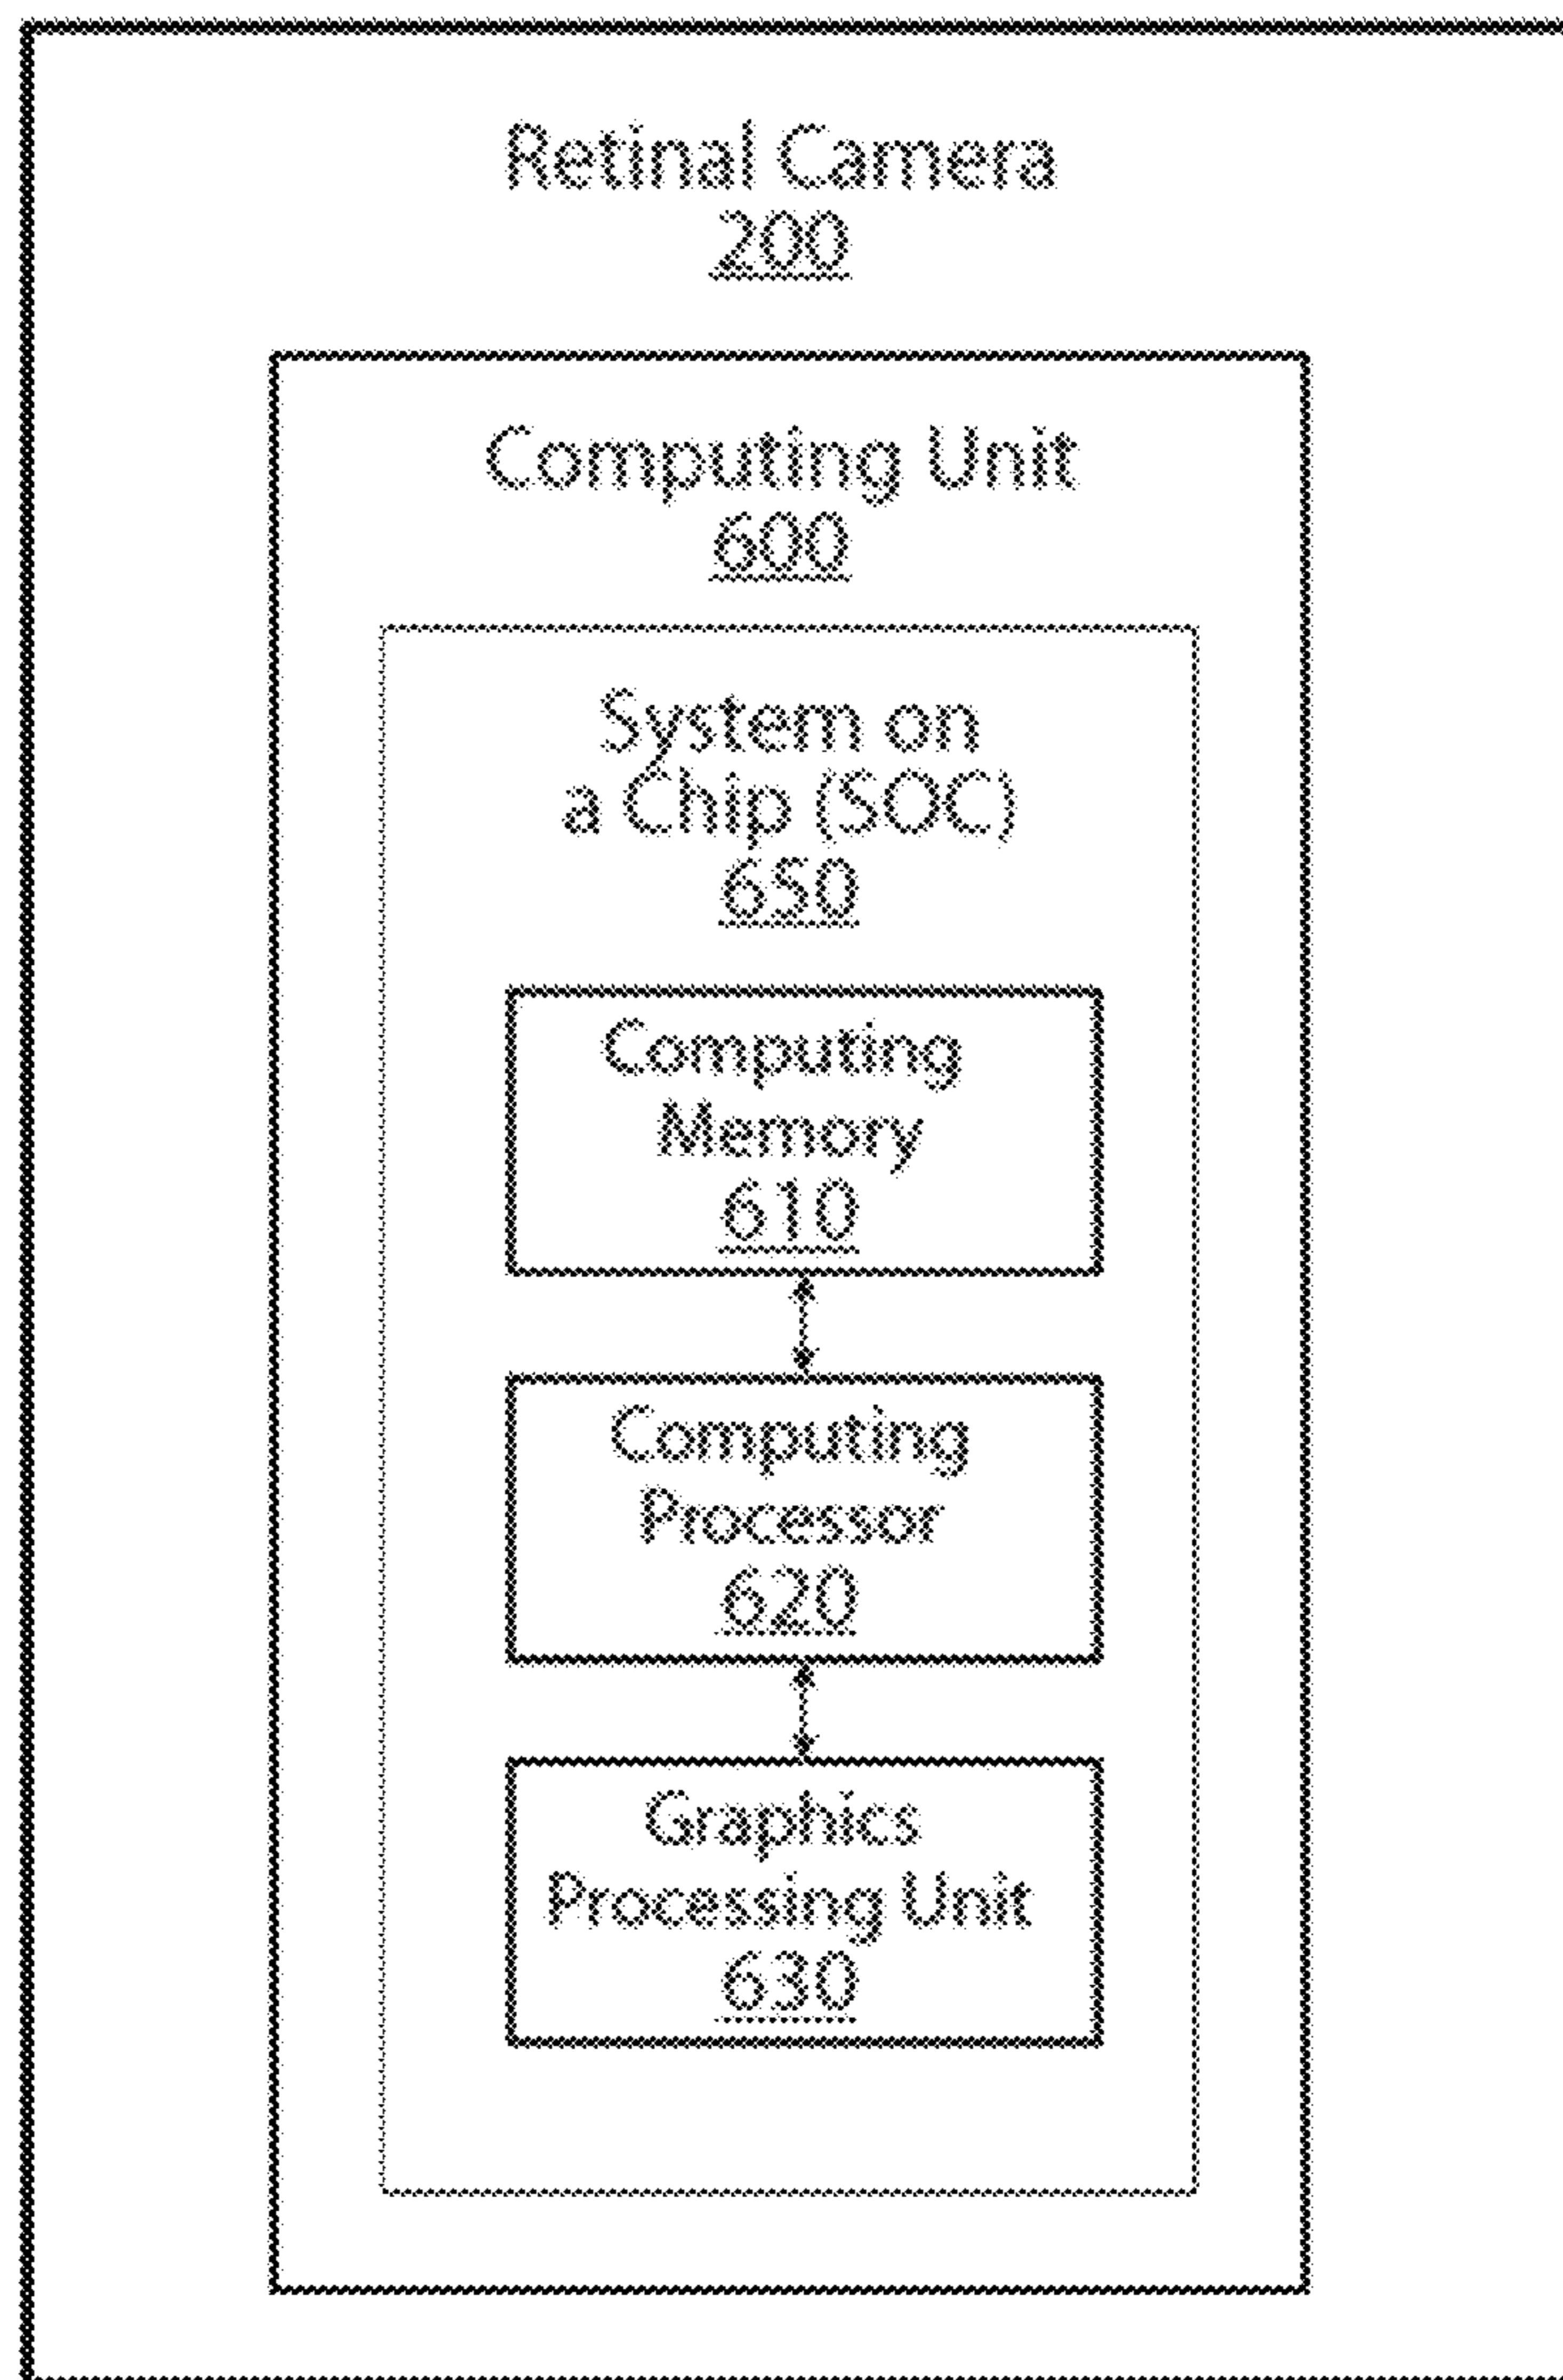 Retinal Camera
200
Computing Unit
600
System on
a Chip (SOC)
650
Computing
Memory
610
Computing
Processor
620
Graphics
Processing Unit
630